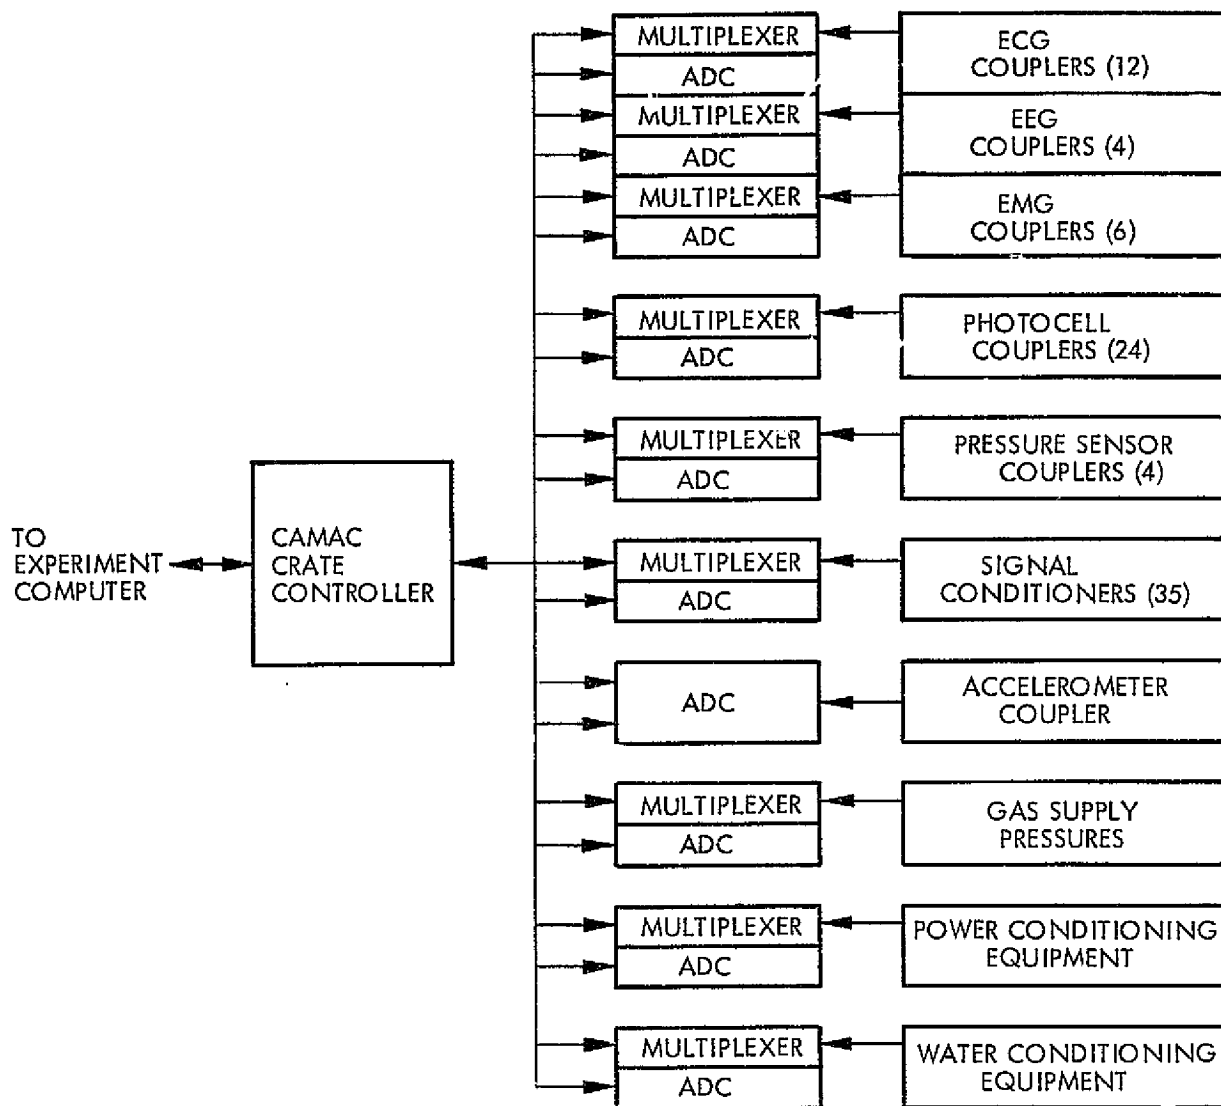 MULTIPLEXER
ADC
MULTIPLEXER
ADC
MULTIPLEXER
ADC
ECG
COUPLERS (12)
EEG
COUPLERS (4)
EMG
COUPLERS (6)
MULTIPLEXER
ADC
PHOTOCELL
COUPLERS (24)
MULTIPLEXER
ADC
PRESSURE SENSOR
COUPLERS (4)
TO
EXPERIMENT
COMPUTER
CAMAC
CRATE
CONTROLLER
MULTIPLEXER
ADC
SIGNAL
CONDITIONERS (35)
ADC
ACCELEROMETER
COUPLER
MULTIPLEXER
ADC
GAS SUPPLY
PRESSURES
MULTIPLEXER
ADC
POWER CONDITIONING
EQUIPMENT
MULTIPLEXER
ADC
WATER CONDITIONING
EQUIPMENT